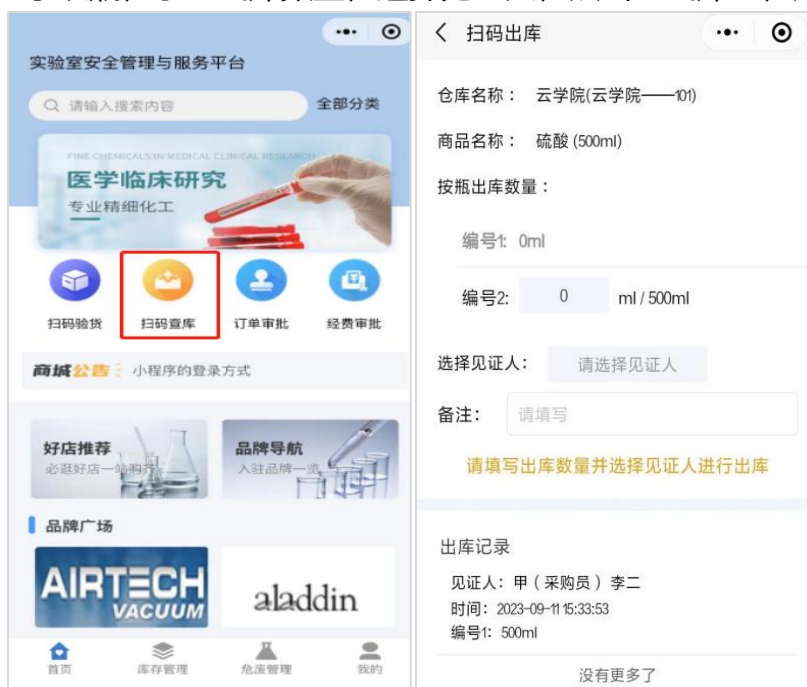 实验室安全管理与服务平台
请输入搜索内容 全部分类
FINE CHEMICALS IN MEDICAL CLINICAL RESEARCH
医学临床研究
专业精细化工
扫码验货 扫码查库 订单审批 经费审批
商城公告 小程序的登录方式
好店推荐 品牌导航
必逛好店一站购齐 入驻品牌一览
品牌广场
AIRTECH
VACUUM
aladdin
首页 库存管理 危废管理 我的
扫码出库
仓库名称： 云学院(云学院——101)
商品名称： 硫酸 (500ml)
按瓶出库数量：
编号1: 0ml
编号2: 0 ml / 500ml
选择见证人： 请选择见证人
备注： 请填写
请填写出库数量并选择见证人进行出库
出库记录
见证人：甲（采购员）李二
时间：2023-09-11 15:33:53
编号1: 500ml
没有更多了